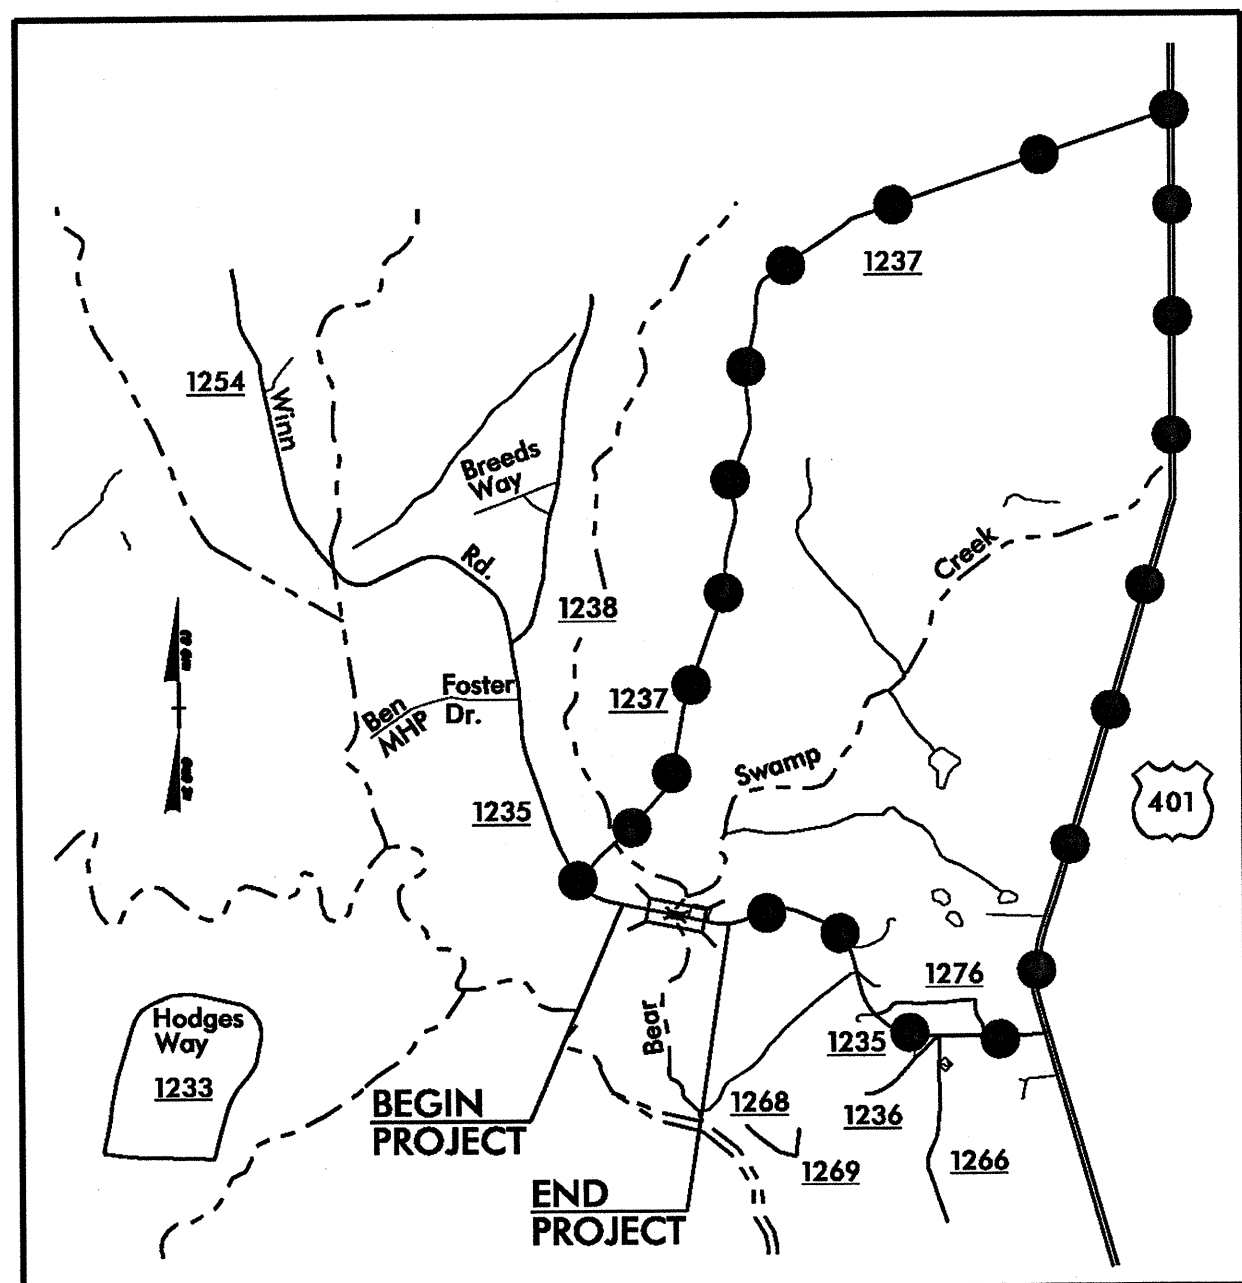 1237
1254
Winn
Breeds
Way
Rd.
Creek
1238
Foster
Dr.
Ben
MHP
1237
Swamp
401
1235
1276
Hodges
Way
1233
Bear
1235
BEGIN
PROJECT
1268
1236
1269
1266
END
PROJECT